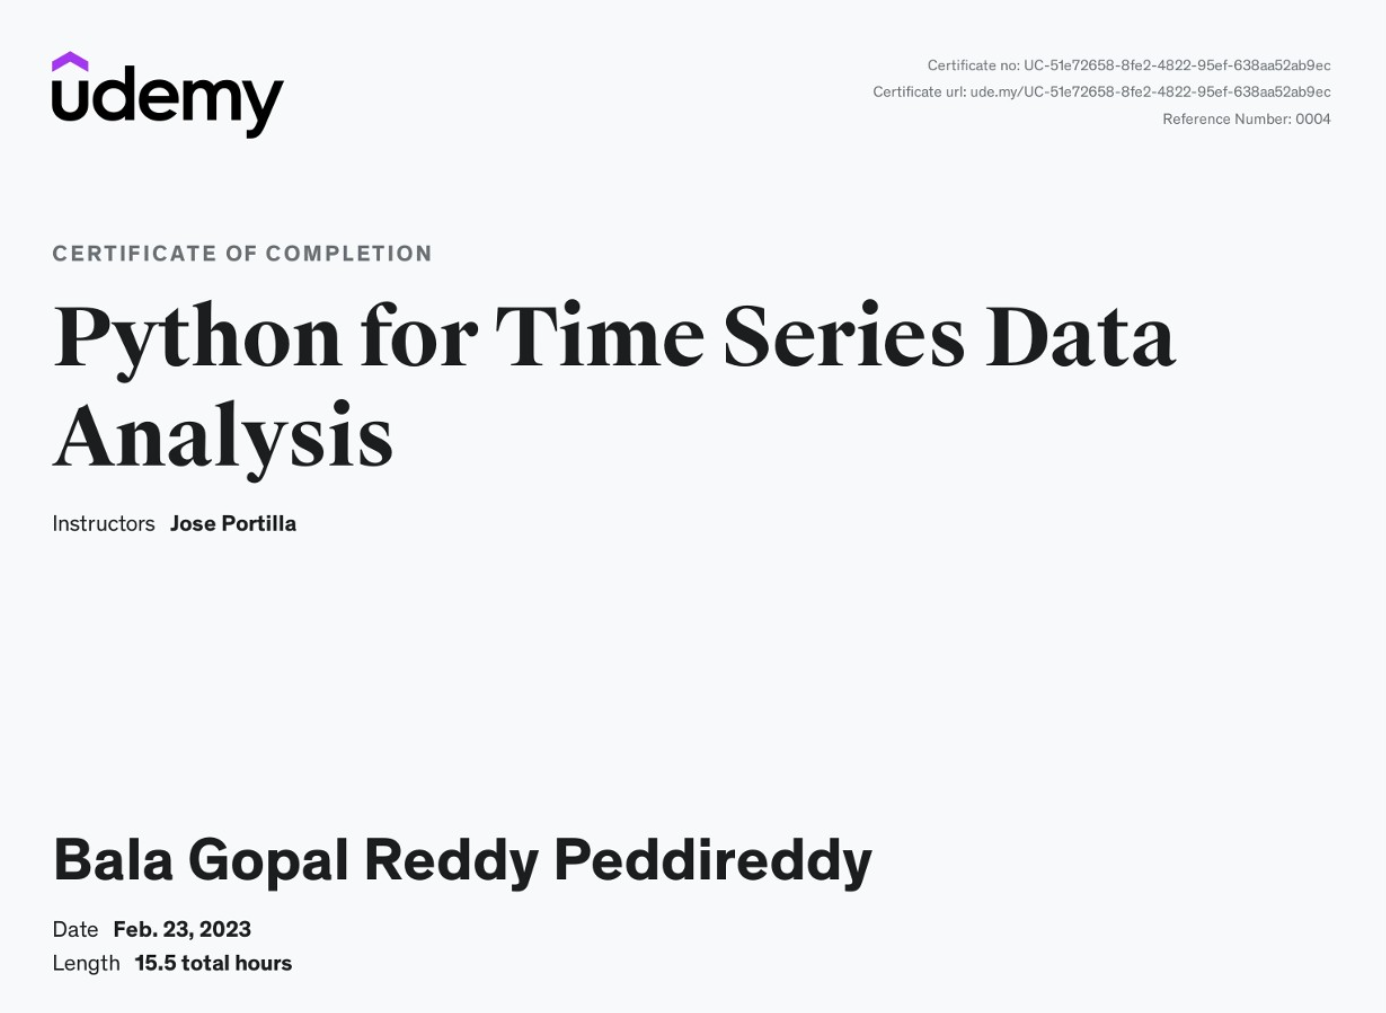 udemy
Certificate no: UC-51e72658-8fe2-4822-95ef-638aa52ab9ec
Certificate url: ude.my/UC-51e72658-8fe2-4822-95ef-638aa52ab9ec
Reference Number: 0004
CERTIFICATE OF COMPLETION
Python for Time Series Data
Analysis
Instructors Jose Portilla
Bala Gopal Reddy Peddireddy
Date Feb. 23, 2023
Length 15.5 total hours